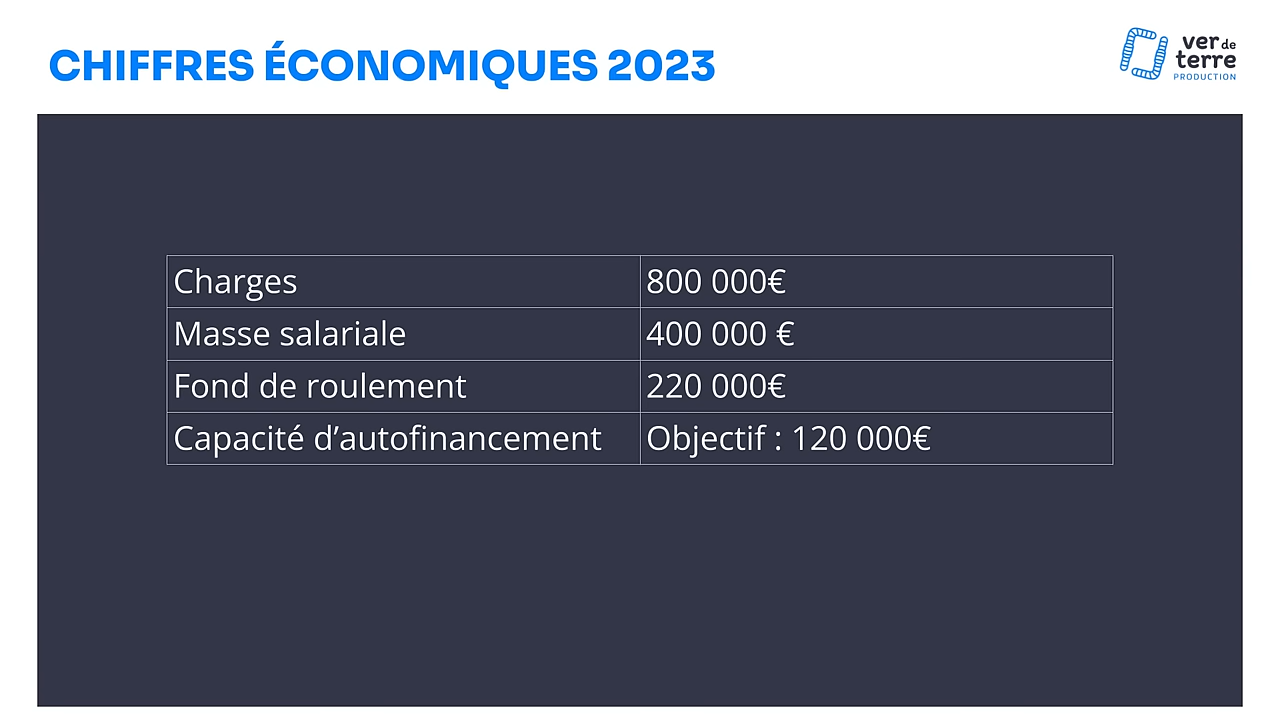 CHIFFRES ÉCONOMIQUES 2023
ver de
terre
PRODUCTION
Charges 800 000€
Masse salariale 400 000 €
Fond de roulement 220 000€
Capacité d’autofinancement Objectif : 120 000€